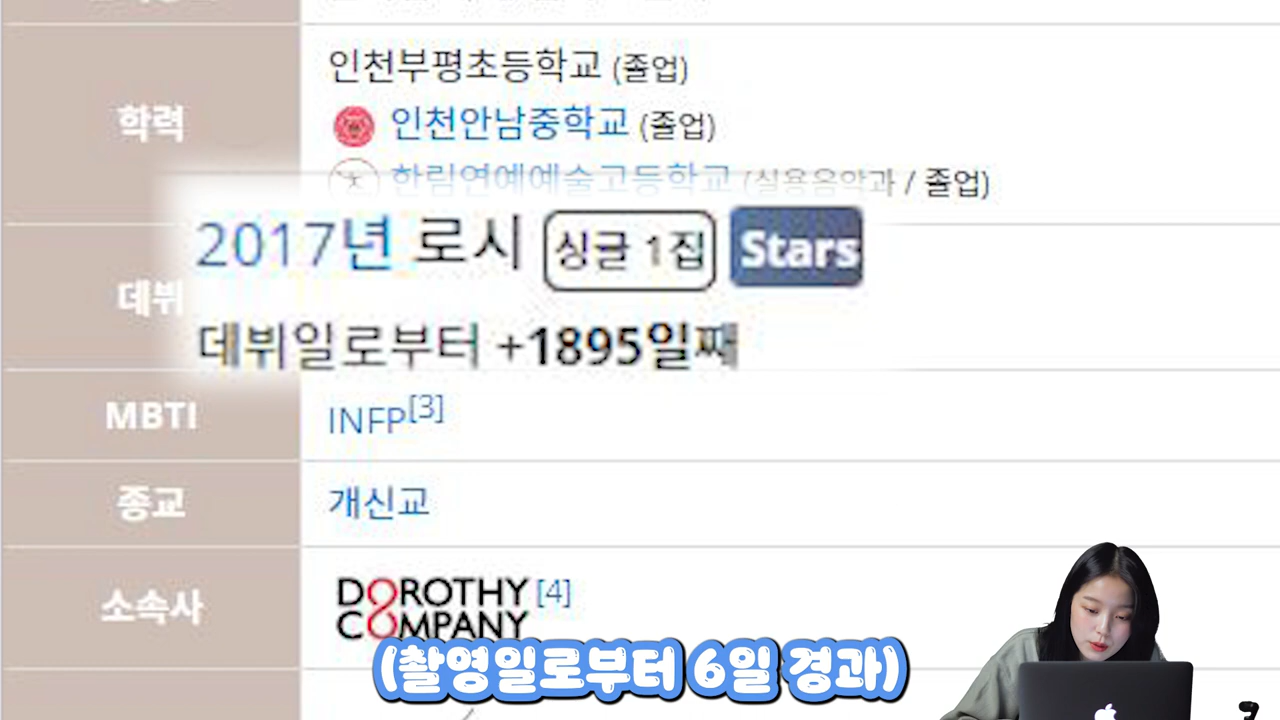 학력
인천부평초등학교 (졸업)
인천안남중학교 (졸업)
한림연예예술고등학교 (실용음악과 / 졸업)
데뷔
2017년 로시 싱글 1집 Stars
데뷔일로부터 +1895일째
MBTI
INFP[3]
종교
개신교
소속사
DOROTHY
COMPANY
[4]
(촬영일로부터 6일 경과)